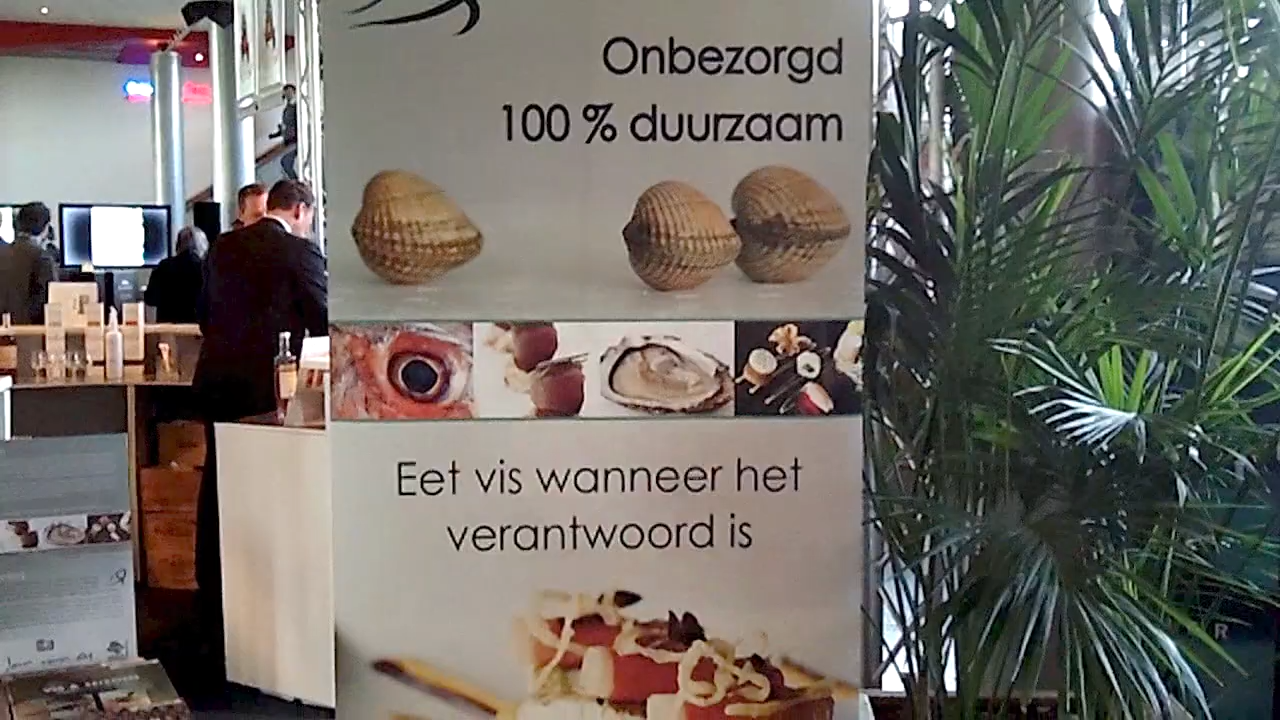 Onbezorgd
100 % duurzaam
Eet vis wanneer het
verantwoord is